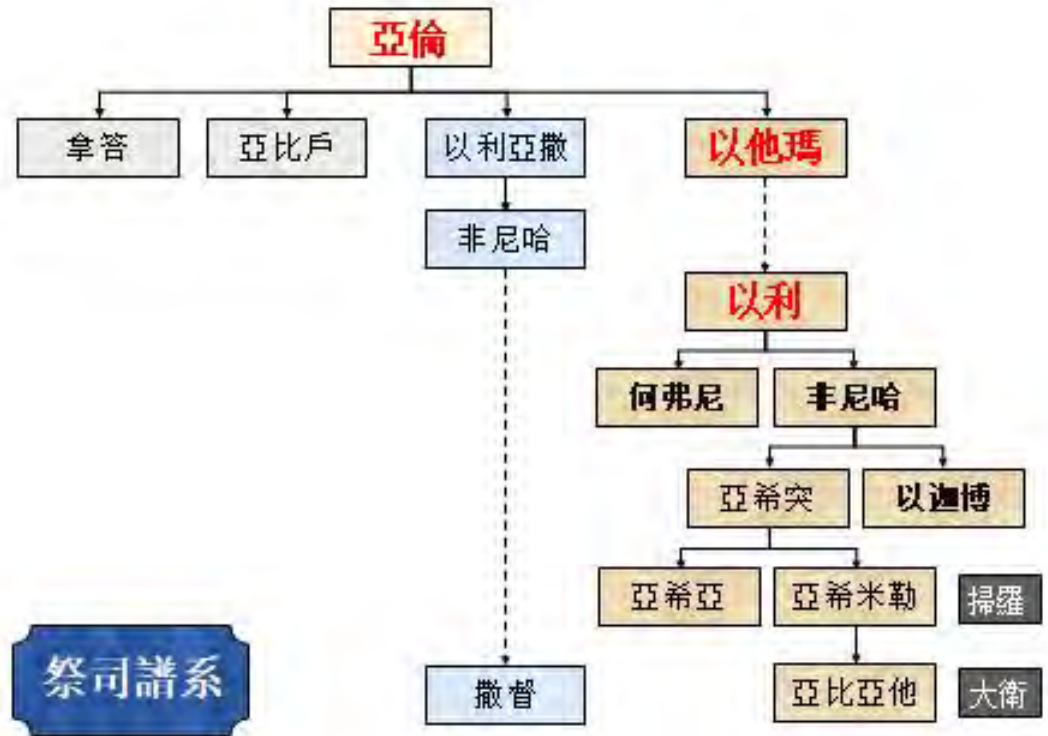 亞倫
拿答
亞比戶
以利亞撒
以他瑪
非尼哈
以利
何弗尼
非尼哈
亞希突
以迦博
亞希亞
亞希米勒
掃羅
祭司譜系
撒督
亞比亞他
大衛